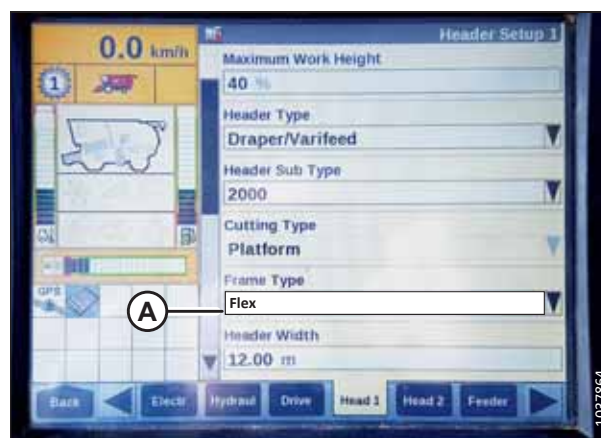 Header Setup 1
0.0 km/h
1
Maximum Work Height
40 %
Header Type
Draper/Varifeed
Header Sub Type
2000
Cutting Type
Platform
Frame Type
Flex
A
Header Width
12.00 m
GPS
Back
Electr
Hydraul
Drive
Head 1
Head 2
Feeder
1027864